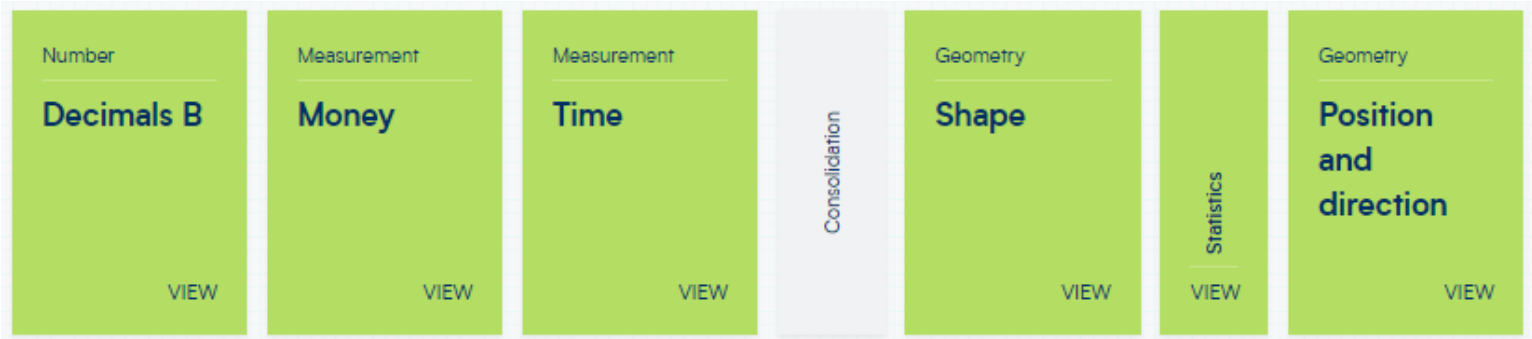 Number
Decimals B
VIEW
Measurement
Money
VIEW
Measurement
Time
VIEW
Consolidation
Geometry
Shape
VIEW
Statistics
VIEW
Geometry
Position
and
direction
VIEW